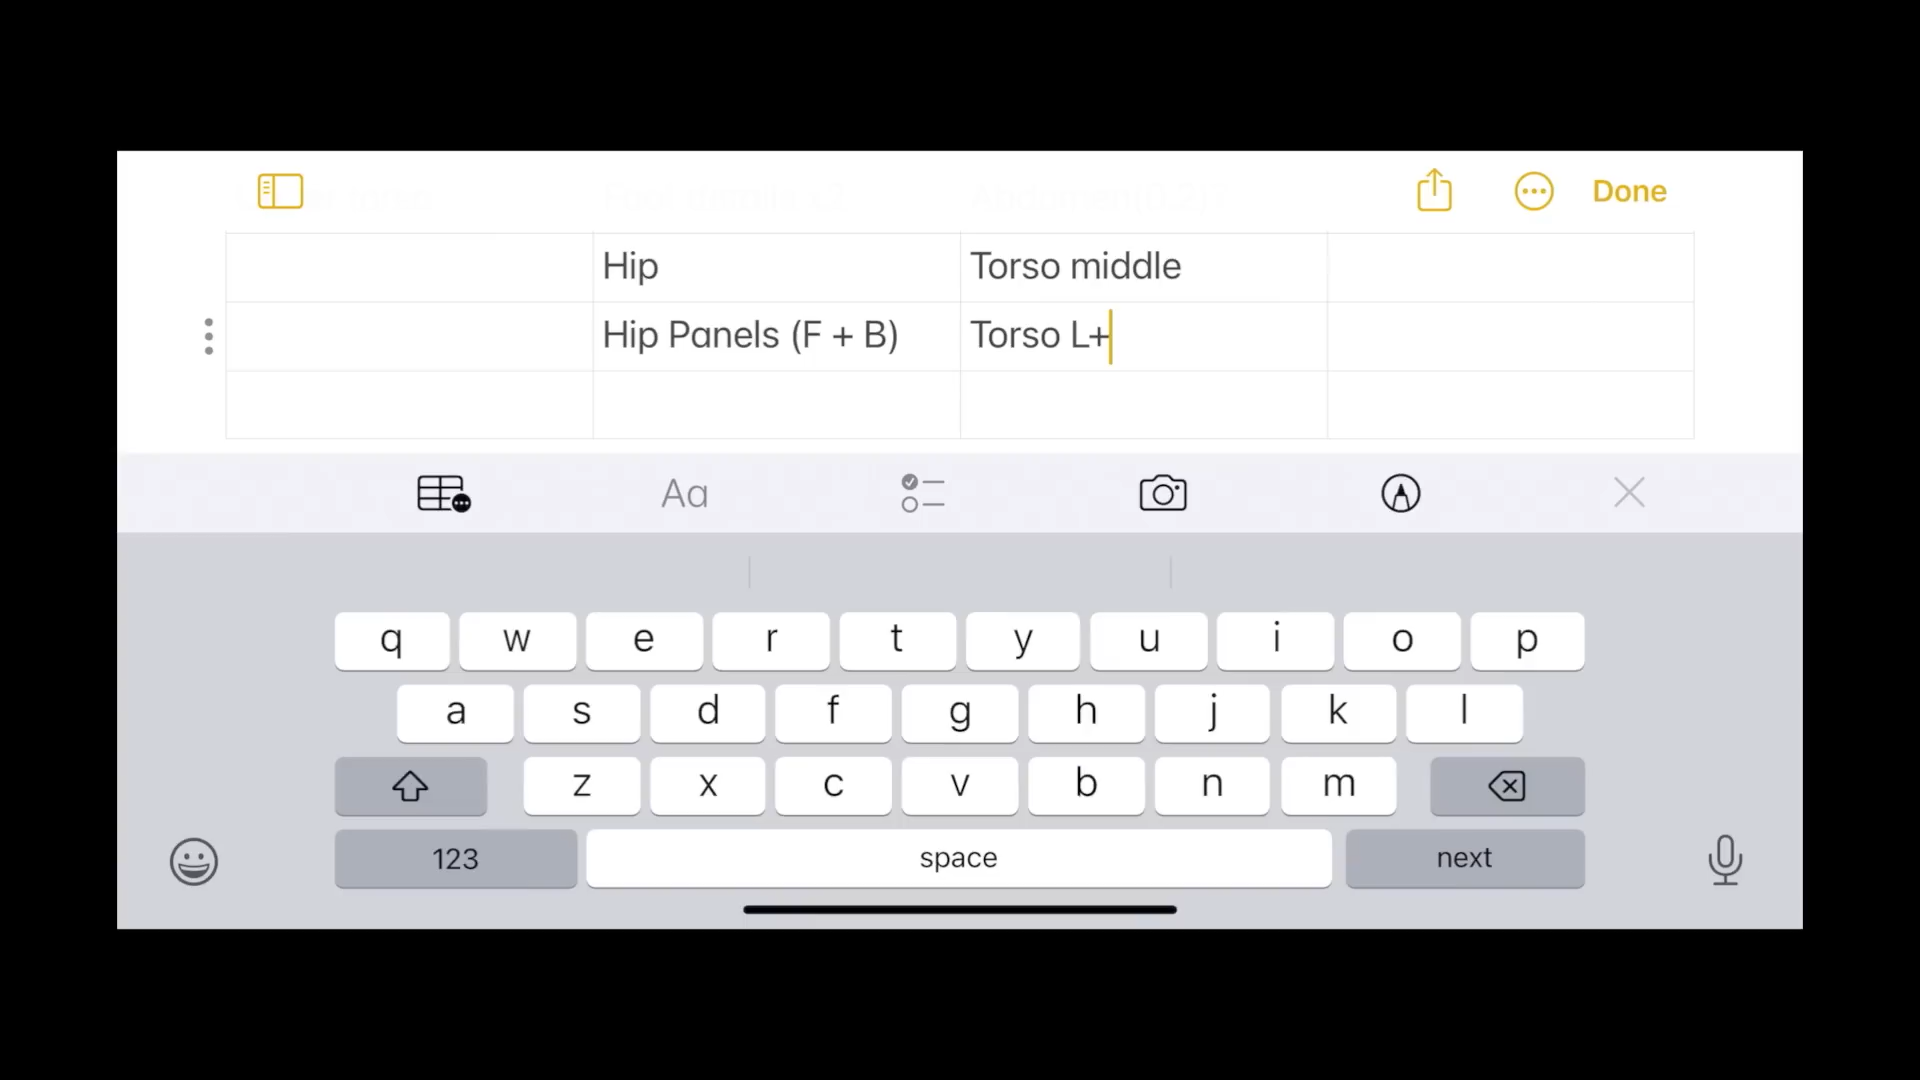 Done
Hip Torso middle
Hip Panels (F + B) Torso L+
Aa
q w e r t y u i o p
a s d f g h j k l
z x c v b n m
123 space next